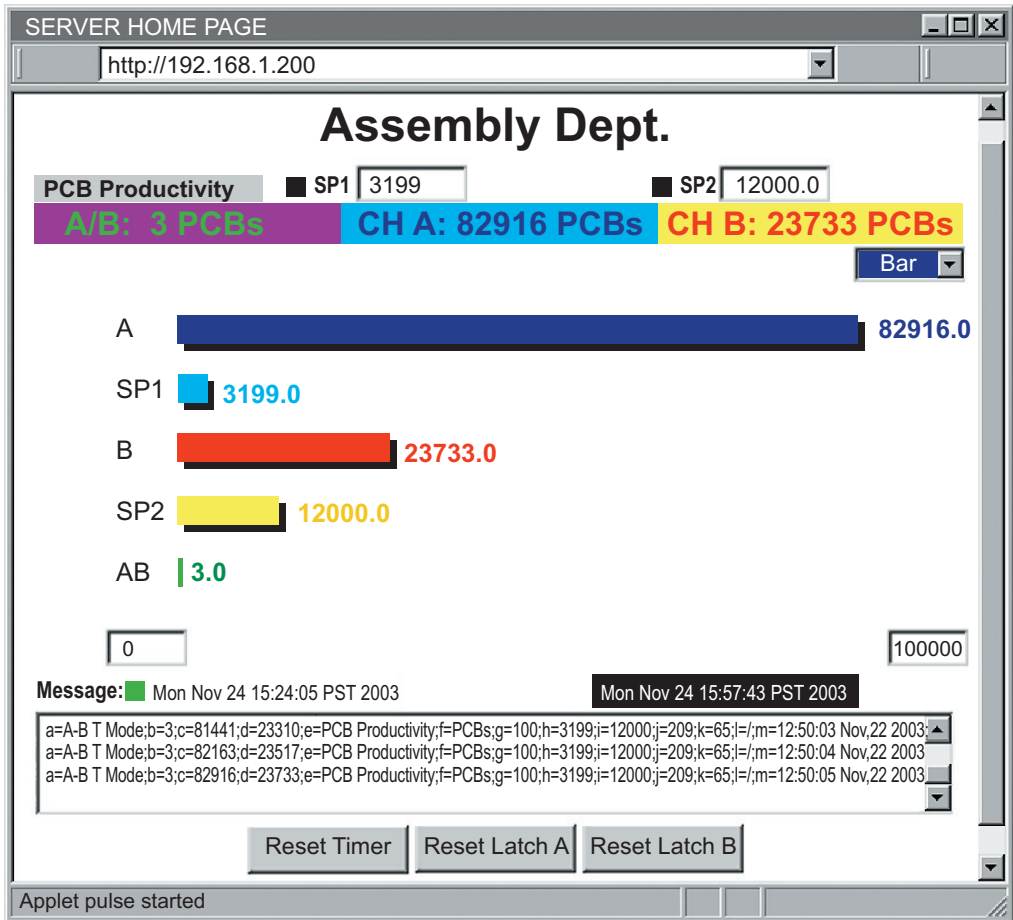 SERVER HOME PAGE
http://192.168.1.200
Assembly Dept.
PCB Productivity SP1 3199 SP2 12000.0
A/B: 3 PCBs CH A: 82916 PCBs CH B: 23733 PCBs
Bar
A 82916.0
SP1 3199.0
B 23733.0
SP2 12000.0
AB 3.0
0 100000
Message: Mon Nov 24 15:24:05 PST 2003 Mon Nov 24 15:57:43 PST 2003
a=A-B T Mode;b=3;c=81441;d=23310;e=PCB Productivity;f=PCBs;g=100;h=3199;i=12000;j=209;k=65;l=/;m=12:50:03 Nov,22 2003;
a=A-B T Mode;b=3;c=82163;d=23517;e=PCB Productivity;f=PCBs;g=100;h=3199;i=12000;j=209;k=65;l=/;m=12:50:04 Nov,22 2003
a=A-B T Mode;b=3;c=82916;d=23733;e=PCB Productivity;f=PCBs;g=100;h=3199;i=12000;j=209;k=65;l=/;m=12:50:05 Nov,22 2003
Reset Timer Reset Latch A Reset Latch B
Applet pulse started